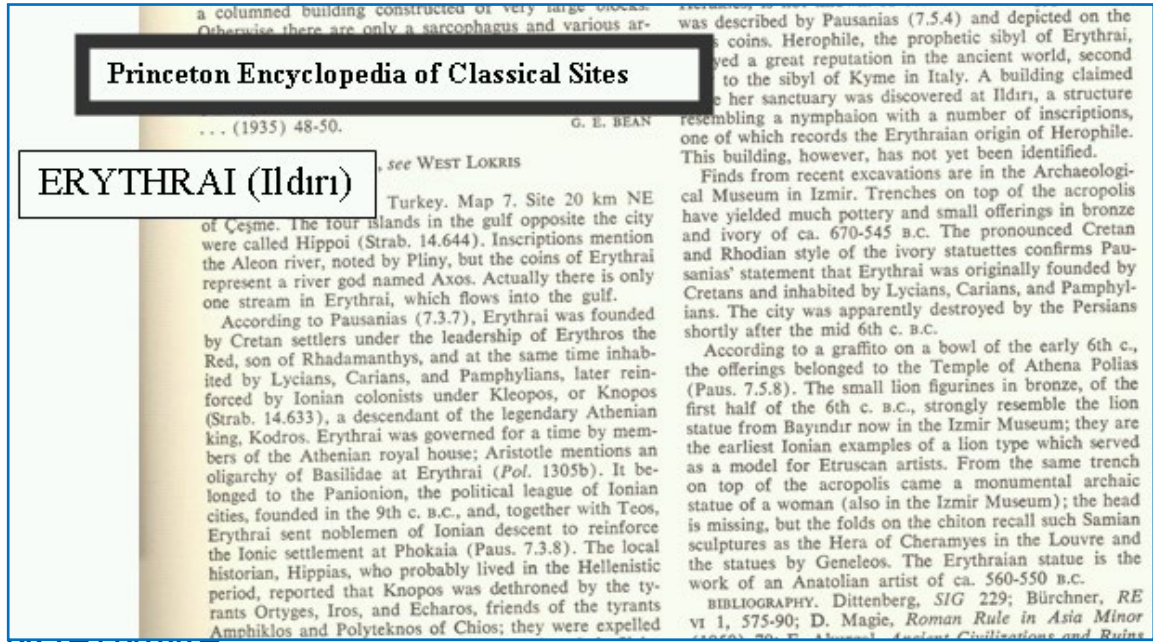 Princeton Encyclopedia of Classical Sites
ERYTHRAI (Ildırı)
a columned building constructed of very large blocks.
Otherwise there are only a sarcophagus and various ar-
. . . (1935) 48-50. G. E. BEAN
, see WEST LOKRIS
Turkey. Map 7. Site 20 km NE
of Çeşme. The four islands in the gulf opposite the city
were called Hippoi (Strab. 14.644). Inscriptions mention
the Aleon river, noted by Pliny, but the coins of Erythrai
represent a river god named Axos. Actually there is only
one stream in Erythrai, which flows into the gulf.
According to Pausanias (7.3.7), Erythrai was founded
by Cretan settlers under the leadership of Erythros the
Red, son of Rhadamanthys, and at the same time inhab-
ited by Lycians, Carians, and Pamphylians, later rein-
forced by Ionian colonists under Kleopos, or Knopos
(Strab. 14.633), a descendant of the legendary Athenian
king, Kodros. Erythrai was governed for a time by mem-
bers of the Athenian royal house; Aristotle mentions an
oligarchy of Basilidae at Erythrai (Pol. 1305b). It be-
longed to the Panionion, the political league of Ionian
cities, founded in the 9th c. B.C., and, together with Teos,
Erythrai sent noblemen of Ionian descent to reinforce
the Ionic settlement at Phokaia (Paus. 7.3.8). The local
historian, Hippias, who probably lived in the Hellenistic
period, reported that Knopos was dethroned by the ty-
rants Ortyges, Iros, and Echaros, friends of the tyrants
Amphiklos and Polyteknos of Chios; they were expelled
was described by Pausanias (7.5.4) and depicted on the
coins. Herophile, the prophetic sibyl of Erythrai,
a great reputation in the ancient world, second
to the sibyl of Kyme in Italy. A building claimed
her sanctuary was discovered at Ildırı, a structure
resembling a nymphaion with a number of inscriptions,
one of which records the Erythraian origin of Herophile.
This building, however, has not yet been identified.
Finds from recent excavations are in the Archaeologi-
cal Museum in Izmir. Trenches on top of the acropolis
have yielded much pottery and small offerings in bronze
and ivory of ca. 670-545 B.C. The pronounced Cretan
and Rhodian style of the ivory statuettes confirms Pau-
sanias' statement that Erythrai was originally founded by
Cretans and inhabited by Lycians, Carians, and Pamphyl-
ians. The city was apparently destroyed by the Persians
shortly after the mid 6th c. B.C.
According to a graffito on a bowl of the early 6th c.,
the offerings belonged to the Temple of Athena Polias
(Paus. 7.5.8). The small lion figurines in bronze, of the
first half of the 6th c. B.C., strongly resemble the lion
statue from Bayındır now in the Izmir Museum; they are
the earliest Ionian examples of a lion type which served
as a model for Etruscan artists. From the same trench
on top of the acropolis came a monumental archaic
statue of a woman (also in the Izmir Museum); the head
is missing, but the folds on the chiton recall such Samian
sculptures as the Hera of Cheramyes in the Louvre and
the statues by Geneleos. The Erythraian statue is the
work of an Anatolian artist of ca. 560-550 B.C.
BIBLIOGRAPHY. Dittenberg, SIG 229; Bürchner, RE
VI 1, 575-90; D. Magie, Roman Rule in Asia Minor